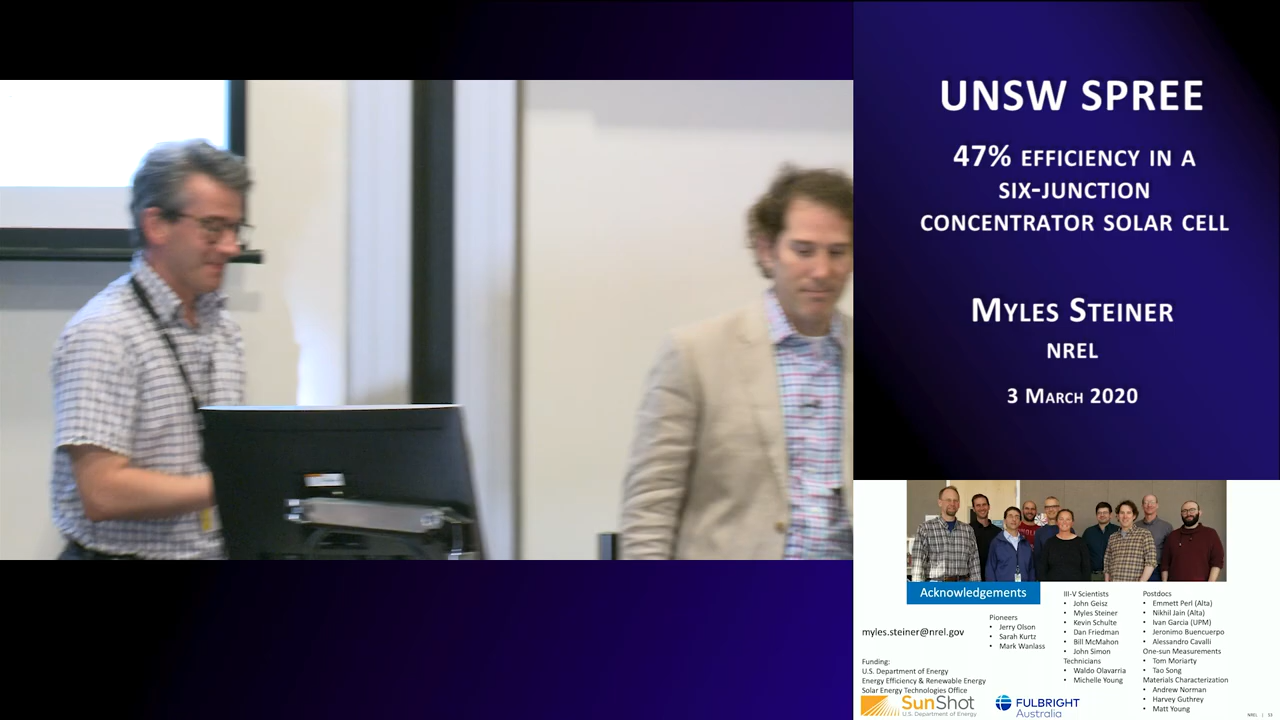 UNSW SPREE
47% EFFICIENCY IN A
SIX-JUNCTION
CONCENTRATOR SOLAR CELL
MYLES STEINER
NREL
3 MARCH 2020
Acknowledgements
myles.steiner@nrel.gov
Funding:
U.S. Department of Energy
Energy Efficiency & Renewable Energy
Solar Energy Technologies Office
SunShot
U.S. Department of Energy
Pioneers
• Jerry Olson
• Sarah Kurtz
• Mark Wanlass
FULBRIGHT
Australia
III-V Scientists
• John Geisz
• Myles Steiner
• Kevin Schulte
• Dan Friedman
• Bill McMahon
• John Simon
Technicians
• Waldo Olavarria
• Michelle Young
Postdocs
• Emmett Perl (Alta)
• Nikhil Jain (Alta)
• Ivan Garcia (UPM)
• Jeronimo Buencuerpo
• Alessandro Cavalli
One-sun Measurements
• Tom Moriarty
• Tao Song
Materials Characterization
• Andrew Norman
• Harvey Guthrey
• Matt Young
NREL | 53